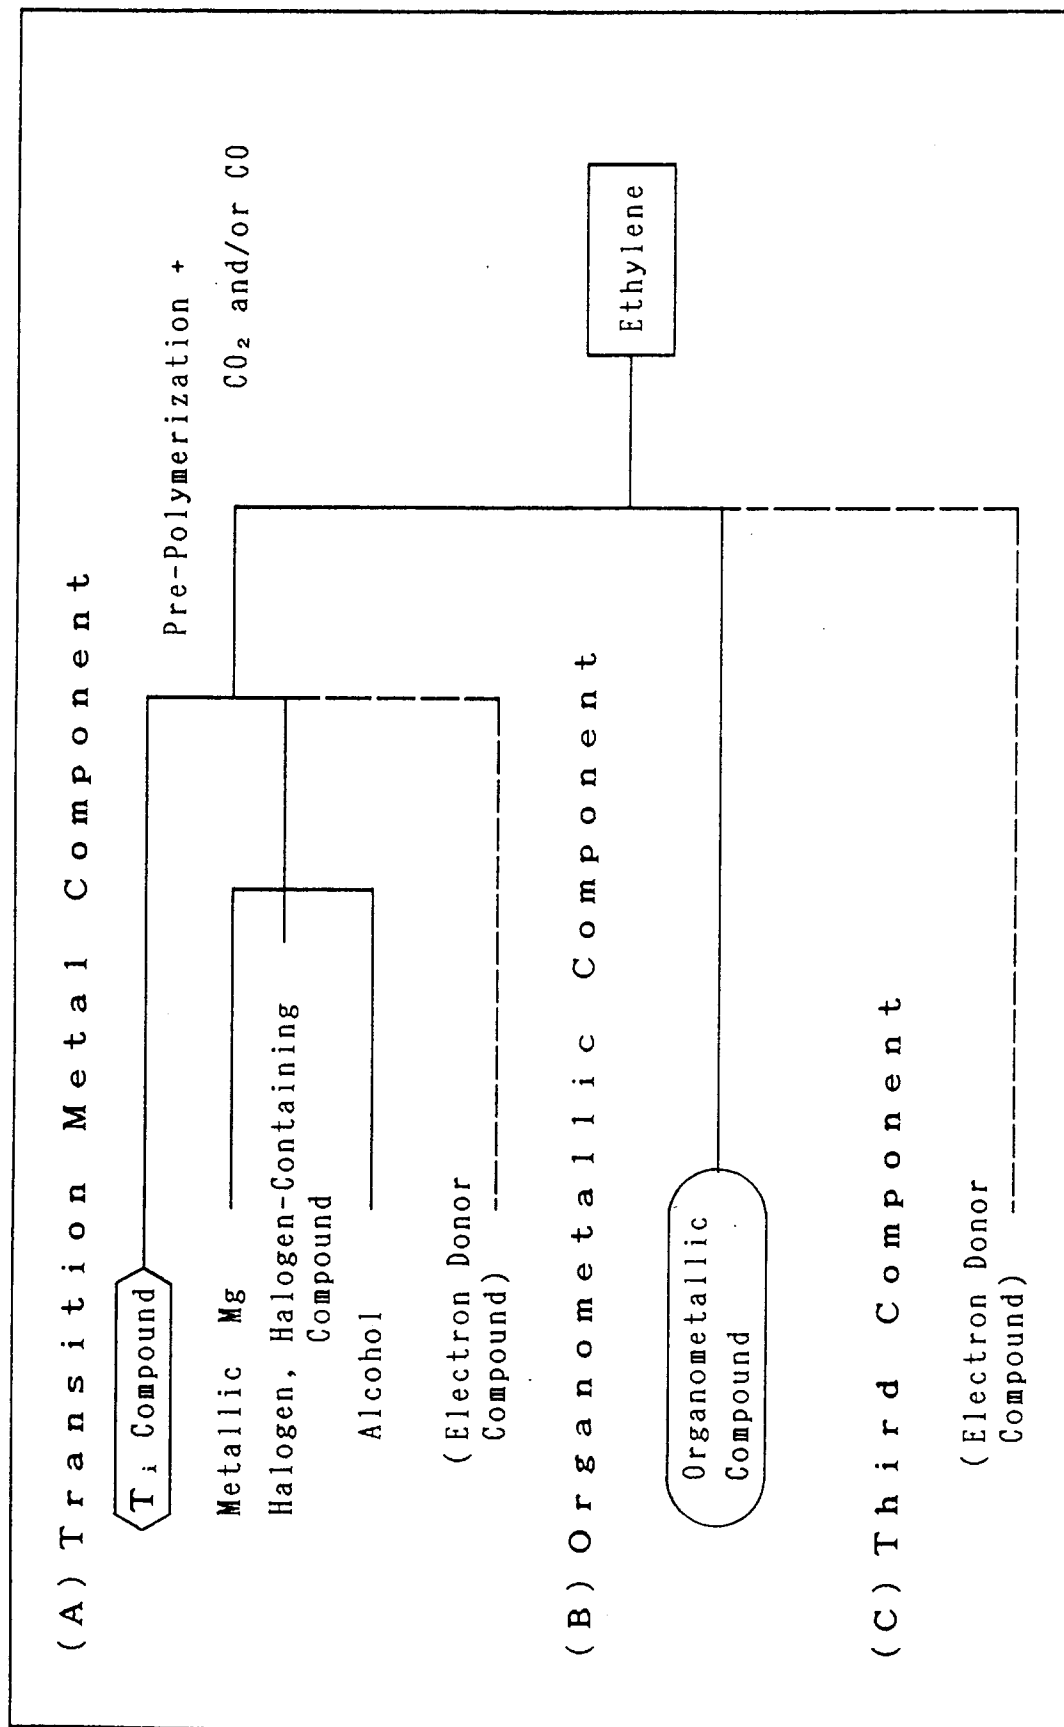 (A) Transition Metal Component
Ti Compound
Pre-Polymerization +
CO₂ and/or CO
Metallic Mg
Halogen, Halogen-Containing
Compound
Alcohol
(Electron Donor
Compound)
(B) Organometallic Component
Organometallic
Compound
Ethylene
(C) Third Component
(Electron Donor
Compound)